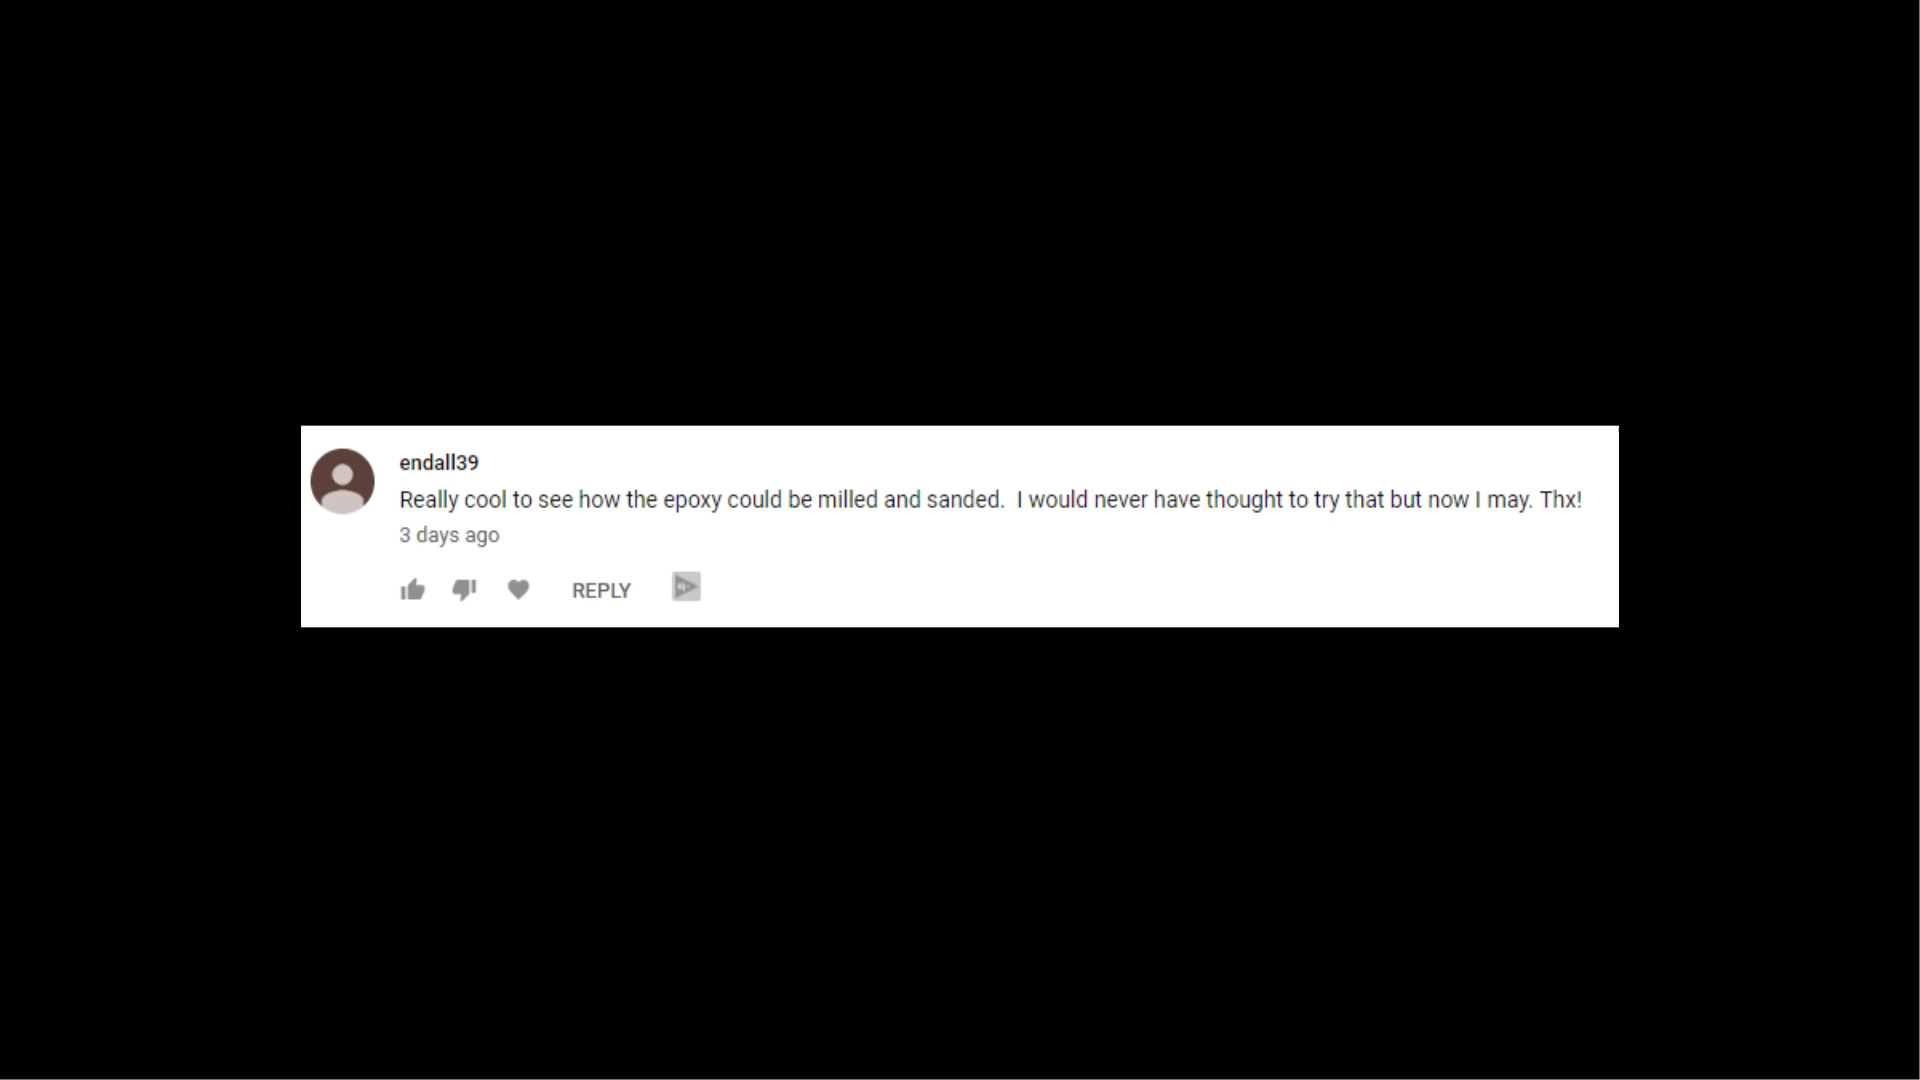 endall39
Really cool to see how the epoxy could be milled and sanded.  I would never have thought to try that but now I may. Thx!
3 days ago
REPLY